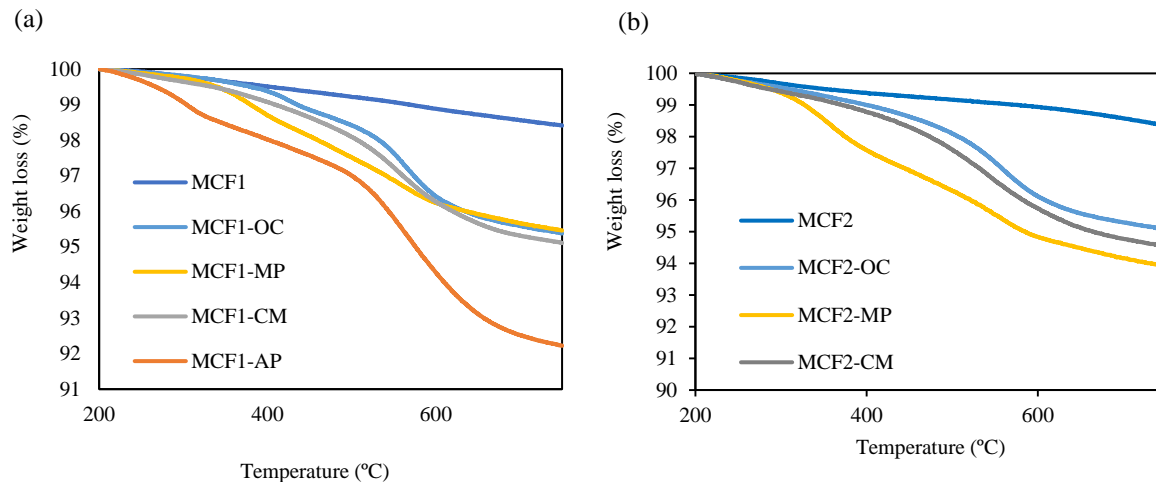 (a)
100
99
98
97
96
95
94
93
92
91
Weight loss (%)
MCF1
MCF1-OC
MCF1-MP
MCF1-CM
MCF1-AP
200
400
600
Temperature (ºC)
(b)
100
99
98
97
96
95
94
93
92
91
90
Weight loss (%)
MCF2
MCF2-OC
MCF2-MP
MCF2-CM
200
400
600
Temperature (ºC)